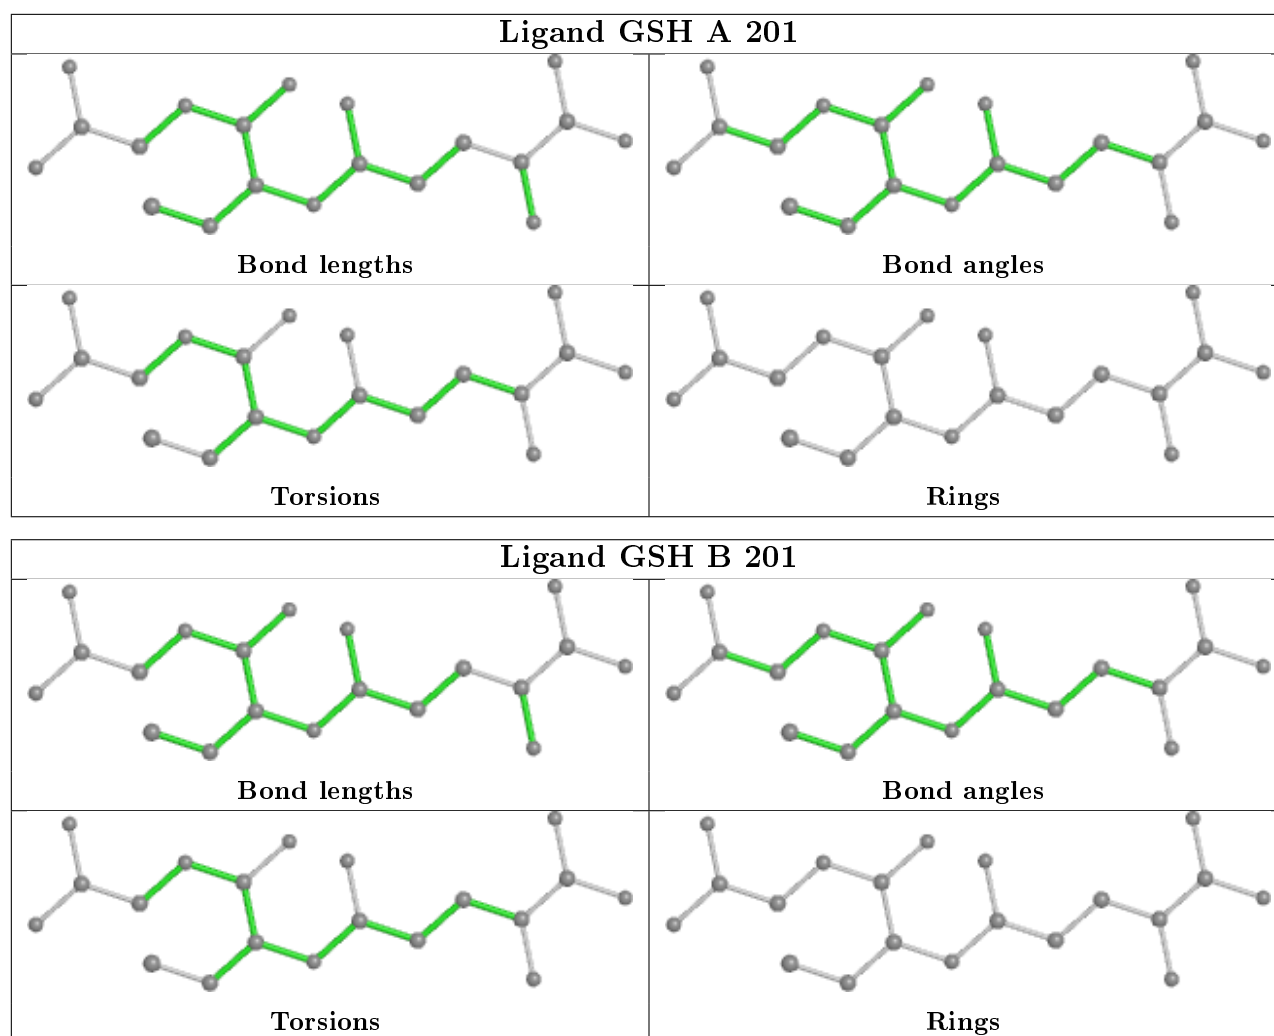 Ligand GSH A 201
Bond lengths Bond angles
Torsions Rings
Ligand GSH B 201
Bond lengths Bond angles
Torsions Rings